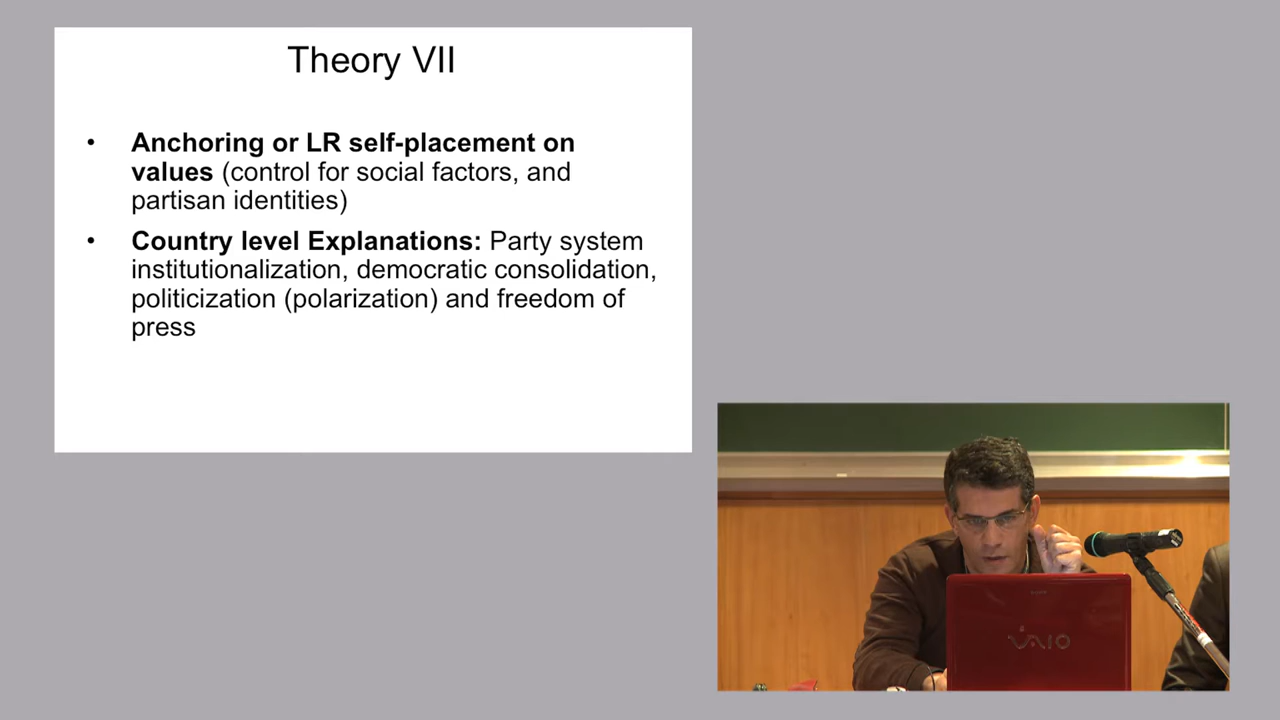 Theory VII
• Anchoring or LR self-placement on
values (control for social factors, and
partisan identities)
• Country level Explanations: Party system
institutionalization, democratic consolidation,
politicization (polarization) and freedom of
press
VAIO